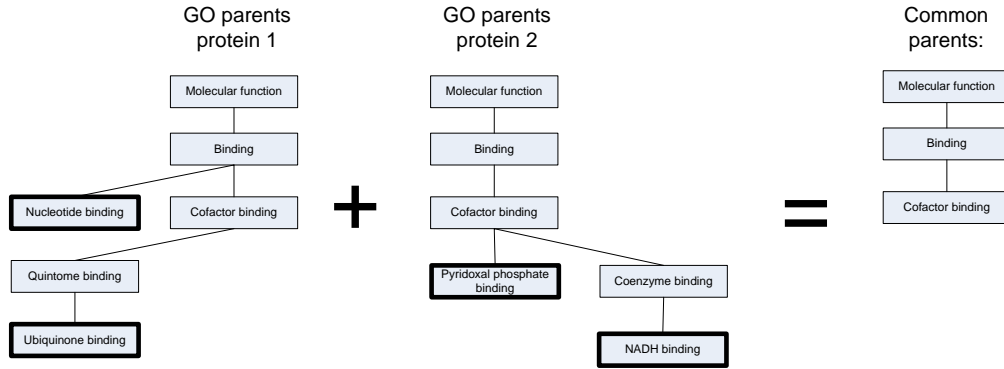 GO parents
protein 1
GO parents
protein 2
Common
parents:
Molecular function
Binding
Nucleotide binding
Cofactor binding
Quintome binding
Ubiquinone binding
+
Molecular function
Binding
Cofactor binding
Pyridoxal phosphate
binding
Coenzyme binding
NADH binding
=
Molecular function
Binding
Cofactor binding